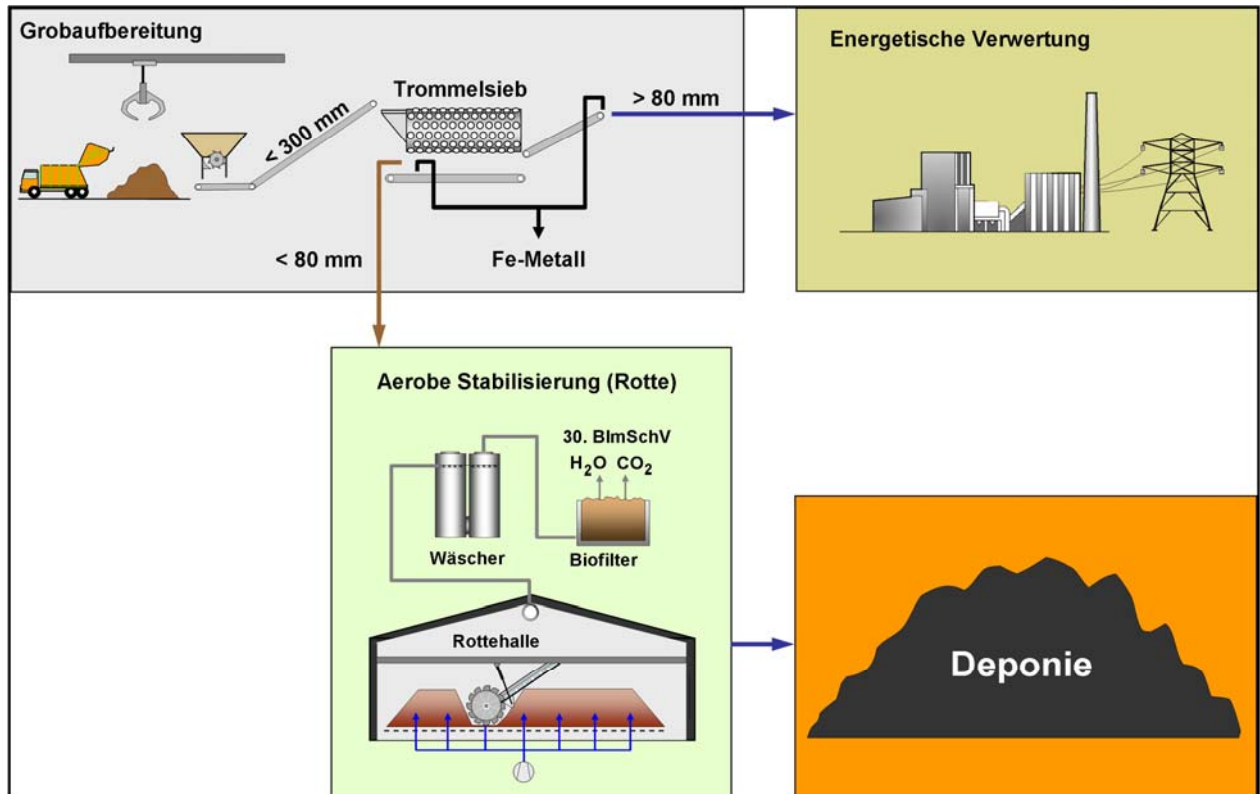 Grobaufbereitung
Energetische Verwertung
Trommelsieb
> 80 mm
< 300 mm
< 80 mm
Fe-Metall
Aerobe Stabilisierung (Rotte)
30. BImSchV
H2O CO2
Wäscher
Biofilter
Rottehalle
Deponie